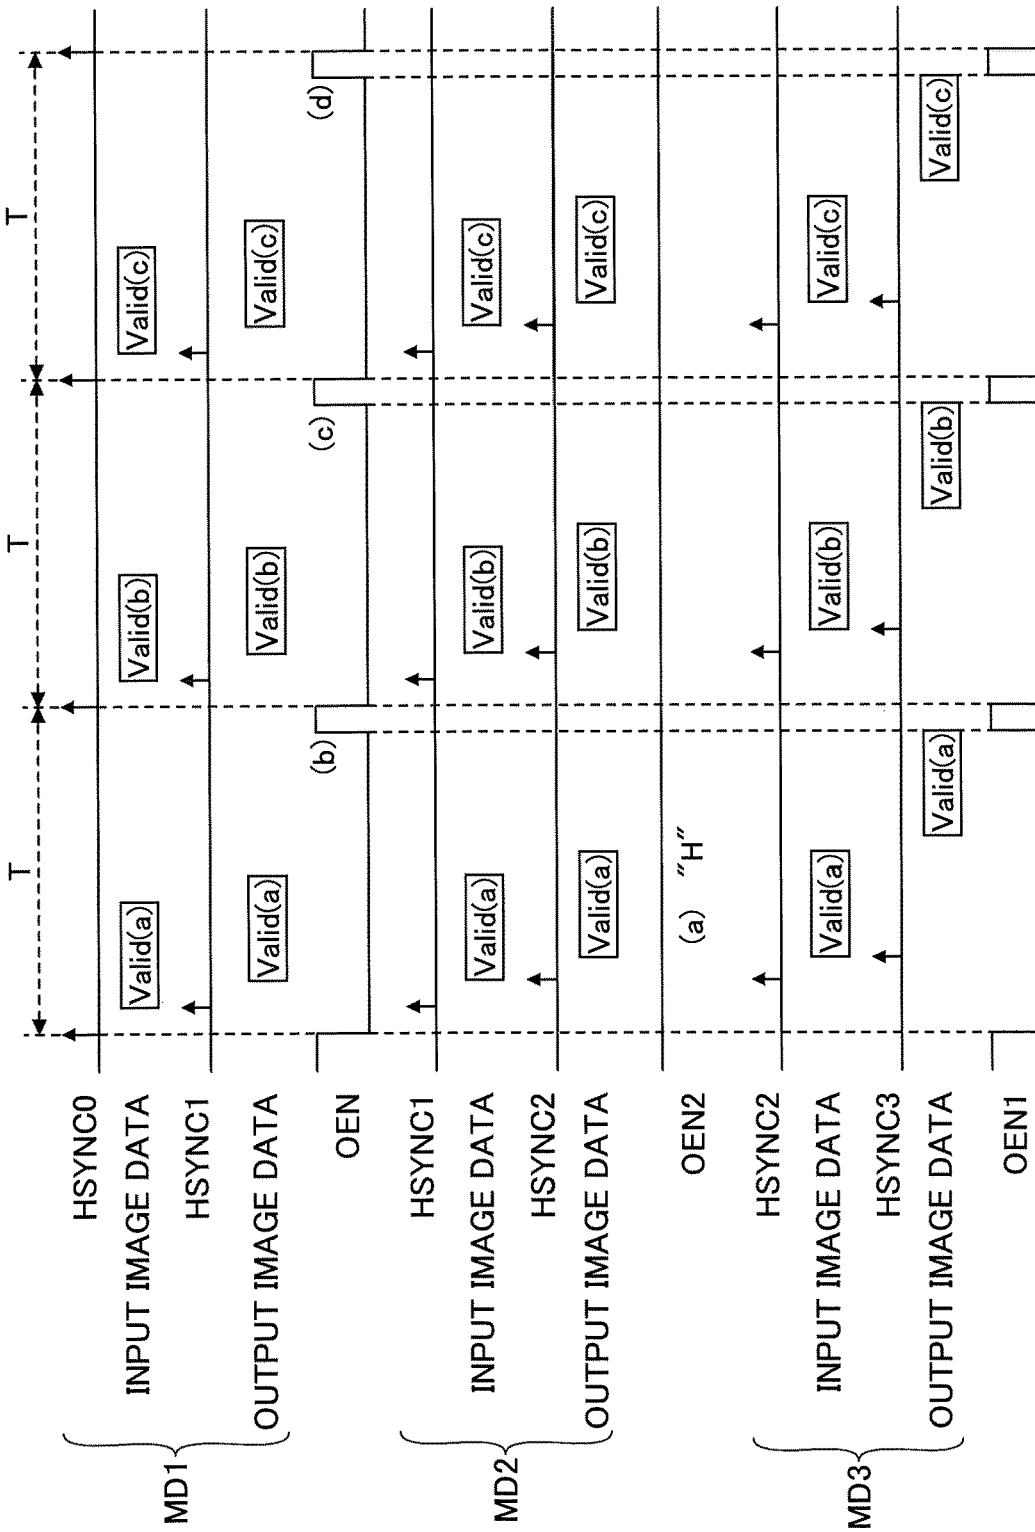 T T T
HSYNC0
INPUT IMAGE DATA Valid(a) Valid(b) Valid(c)
HSYNC1
OUTPUT IMAGE DATA Valid(a) Valid(b) Valid(c)
MD1
OEN (b) (c) (d)
HSYNC1
INPUT IMAGE DATA Valid(a) Valid(b) Valid(c)
HSYNC2
OUTPUT IMAGE DATA Valid(a) Valid(b) Valid(c)
MD2
OEN2 (a) "H"
HSYNC2
INPUT IMAGE DATA Valid(a) Valid(b) Valid(c)
HSYNC3
OUTPUT IMAGE DATA Valid(a) Valid(b) Valid(c)
MD3
OEN1